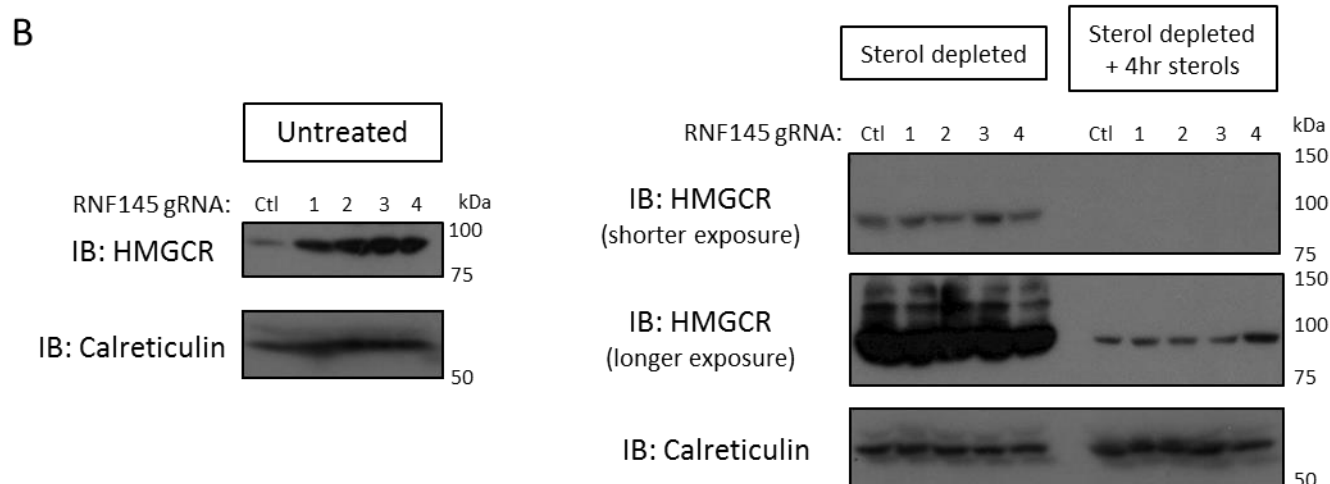 B
Untreated
RNF145 gRNA: Ctl 1 2 3 4 kDa
IB: HMGCR
100
75
IB: Calreticulin
50
Sterol depleted
Sterol depleted
+ 4hr sterols
RNF145 gRNA: Ctl 1 2 3 4 Ctl 1 2 3 4 kDa
150
IB: HMGCR
(shorter exposure)
100
75
150
IB: HMGCR
(longer exposure)
100
75
IB: Calreticulin
50